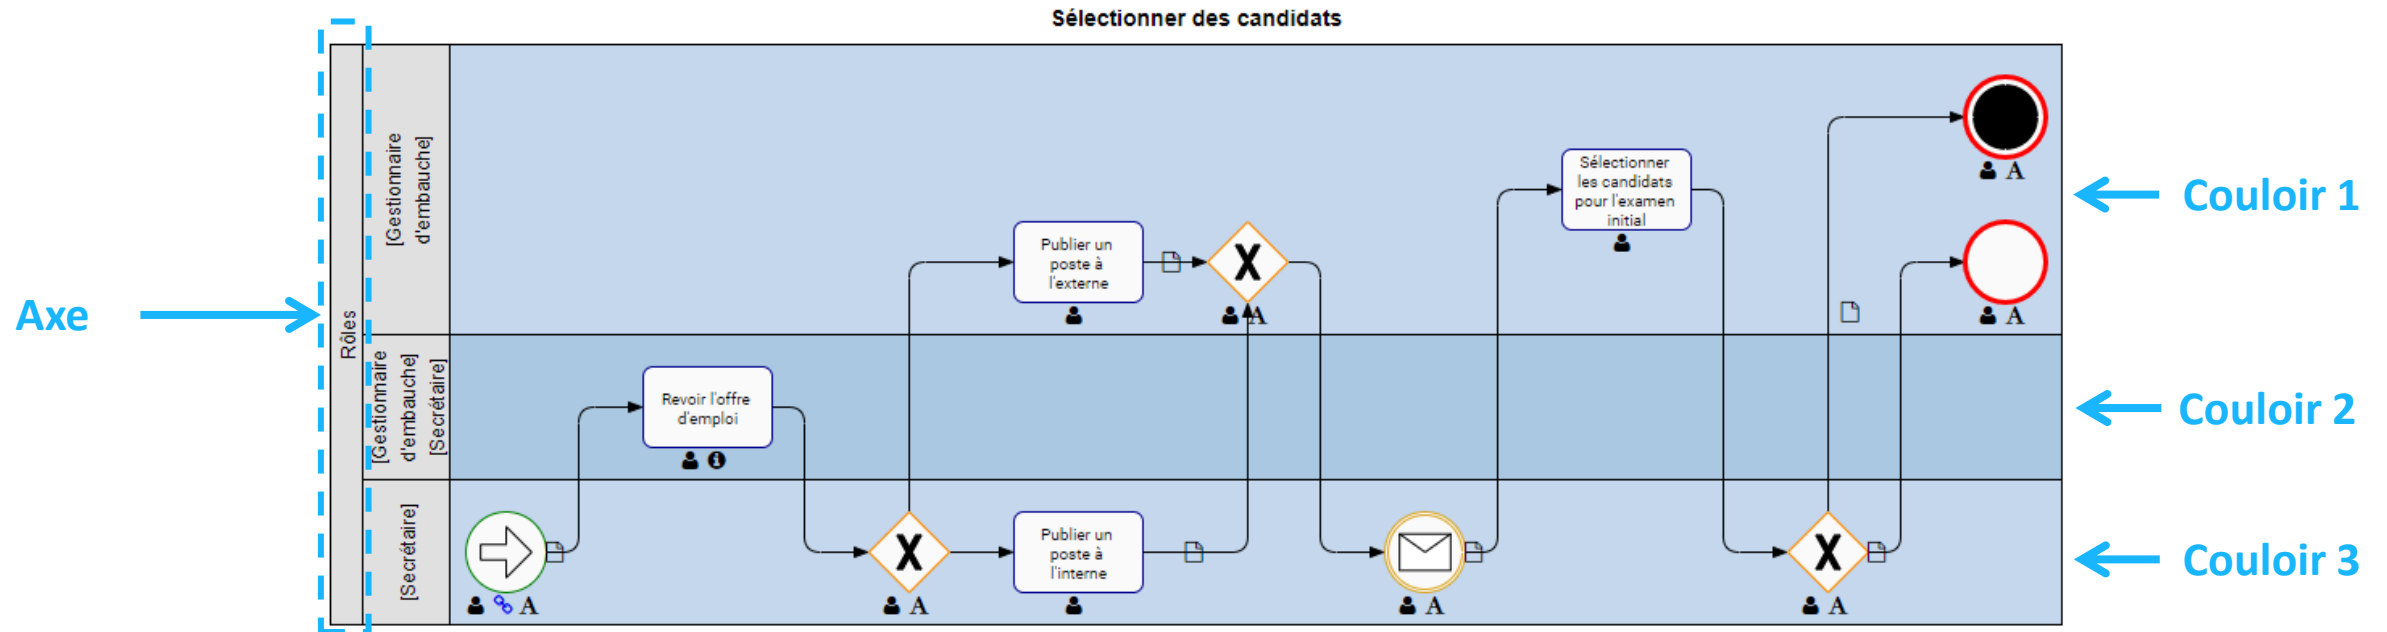 Sélectionner des candidats
Axe
Rôles
[Gestionnaire
d'embauche]
[Gestionnaire
d'embauche]
[Secrétaire]
[Secrétaire]
Revoir l'offre
d'emploi
X
A
Publier un
poste à
l'externe
Publier un
poste à
l'interne
X
A
A
A
Sélectionner
les candidats
pour l'examen
initial
X
A
A
A
Couloir 1
Couloir 2
Couloir 3